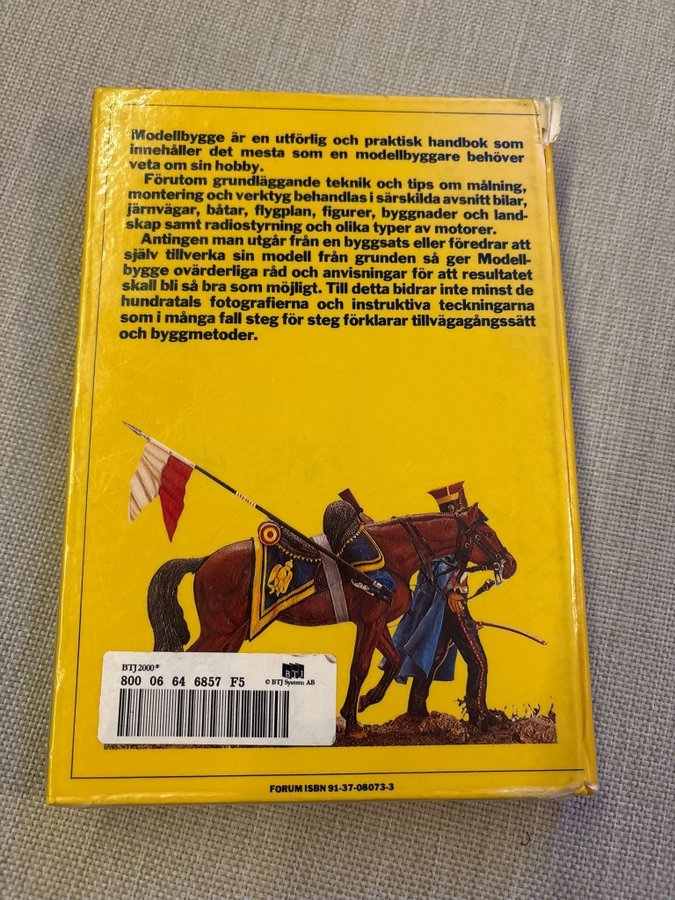 Modellbygge är en utförlig och praktisk handbok som
innehåller det mesta som en modellbyggare behöver
veta om sin hobby.
Förutom grundläggande teknik och tips om målning,
montering och verktyg behandlas i särskilda avsnitt bilar,
järnvägar, båtar, flygplan, figurer, byggnader och land-
skap samt radiostyrning och olika typer av motorer.
Antingen man utgår från en byggsats eller föredrar att
själv tillverka sin modell från grunden så ger Modell-
bygge ovärderliga råd och anvisningar för att resultatet
skall bli så bra som möjligt. Till detta bidrar inte minst de
hundratals fotografierna och instruktiva teckningarna
som i många fall steg för steg förklarar tillvägagångssätt
och byggmetoder.
BTJ 2000*
BTJ
800 06 64 6857 F5
© BTJ System AB
FORUM ISBN 91-37-08073-3